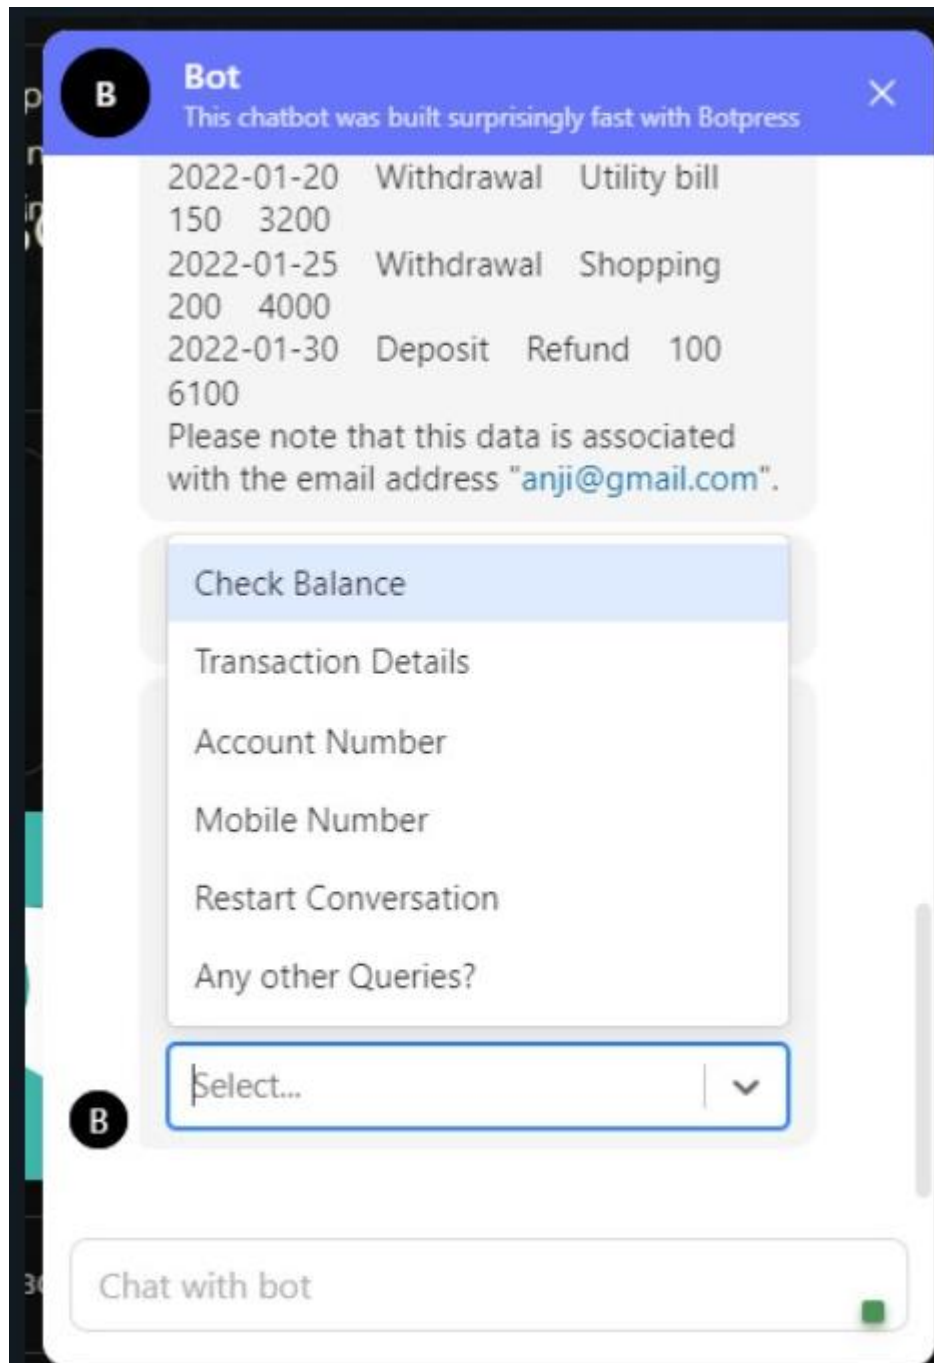 B
Bot
This chatbot was built surprisingly fast with Botpress
2022-01-20 Withdrawal Utility bill
150 3200
2022-01-25 Withdrawal Shopping
200 4000
2022-01-30 Deposit Refund 100
6100
Please note that this data is associated
with the email address "anji@gmail.com".
Check Balance
Transaction Details
Account Number
Mobile Number
Restart Conversation
Any other Queries?
Select...
B
Chat with bot